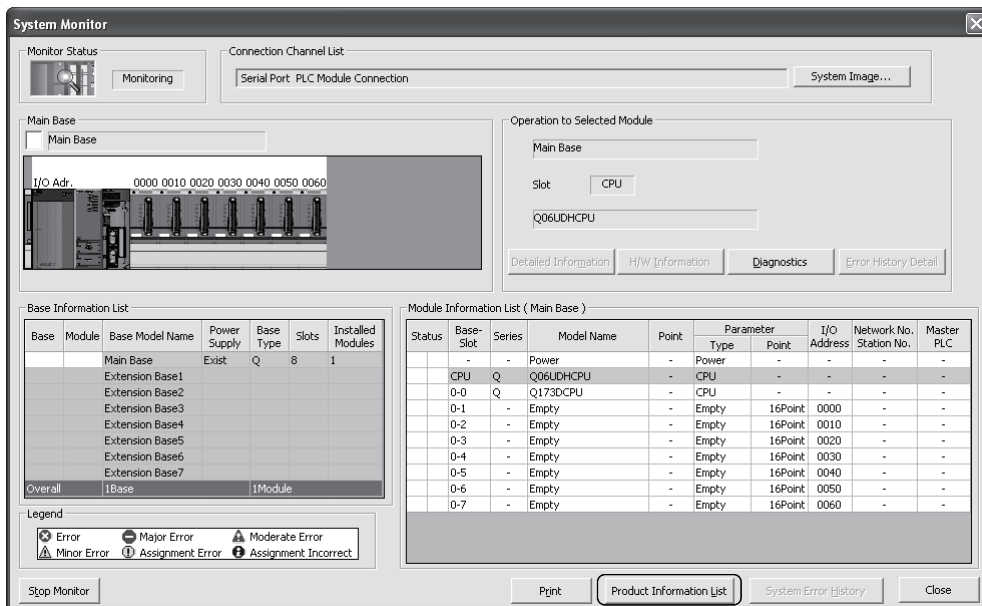 System Monitor
Monitor Status
Monitoring
Connection Channel List
Serial Port PLC Module Connection
System Image...
Main Base
Main Base
I/O Adr. 0000 0010 0020 0030 0040 0050 0060
Operation to Selected Module
Main Base
Slot CPU
Q06UDHCPU
Detailed Information H/W Information Diagnostics Error History Detail
Base Information List
Base Module Base Model Name Power Supply Base Type Slots Installed Modules
Main Base Exist Q 8 1
Extension Base1
Extension Base2
Extension Base3
Extension Base4
Extension Base5
Extension Base6
Extension Base7
Overall 1Base 1Module
Legend
Error Major Error Moderate Error
Minor Error Assignment Error Assignment Incorrect
Module Information List ( Main Base )
Status Base-Slot Series Model Name Point Parameter Type Point I/O Address Network No. Station No. Master PLC
- - Power - Power - - - -
CPU Q Q06UDHCPU - CPU - - - -
0-0 Q Q173DCPU - CPU - - - -
0-1 - Empty - Empty 16Point 0000 - -
0-2 - Empty - Empty 16Point 0010 - -
0-3 - Empty - Empty 16Point 0020 - -
0-4 - Empty - Empty 16Point 0030 - -
0-5 - Empty - Empty 16Point 0040 - -
0-6 - Empty - Empty 16Point 0050 - -
0-7 - Empty - Empty 16Point 0060 - -
Stop Monitor Print Product Information List System Error History Close